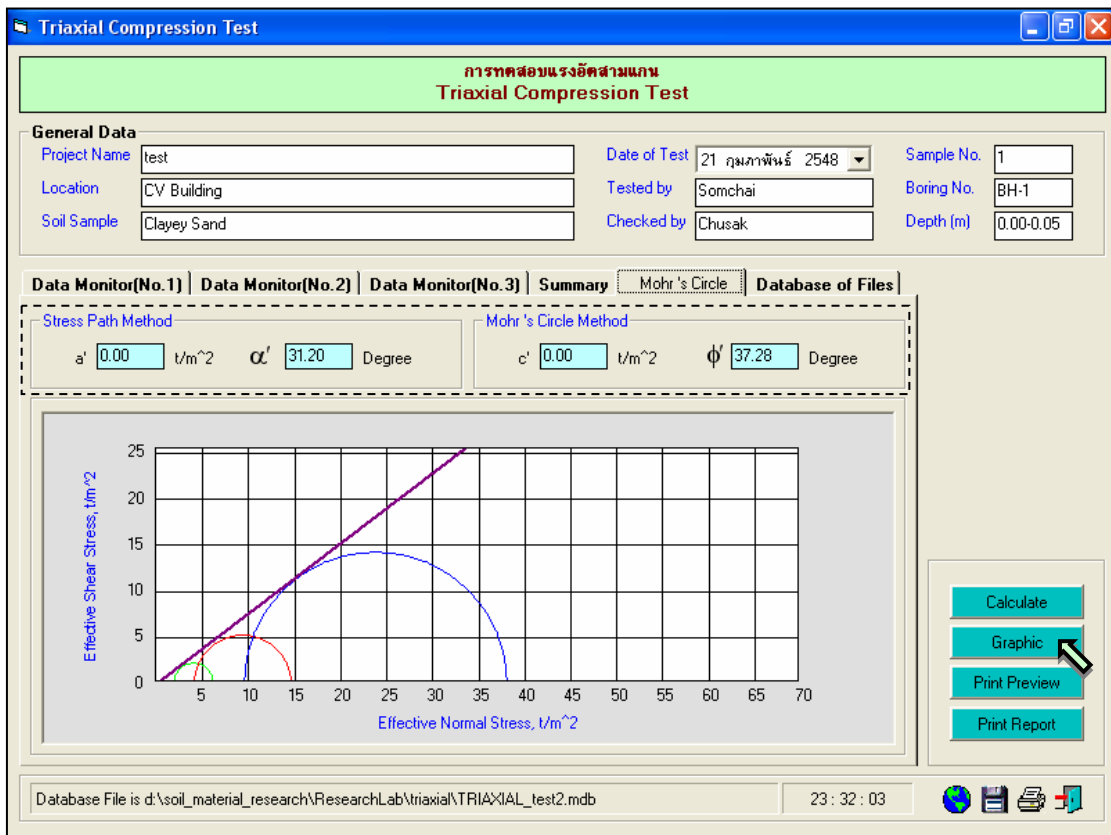 Triaxial Compression Test
การทดสอบแรงอัดสามแกน
Triaxial Compression Test
General Data
Project Name test Date of Test 21 กุมภาพันธ์ 2548 Sample No. 1
Location CV Building Tested by Somchai Boring No. BH-1
Soil Sample Clayey Sand Checked by Chusak Depth (m) 0.00-0.05
Data Monitor(No.1) Data Monitor(No.2) Data Monitor(No.3) Summary Mohr 's Circle Database of Files
Stress Path Method Mohr 's Circle Method
a' 0.00 t/m^2 α' 31.20 Degree c' 0.00 t/m^2 ϕ' 37.28 Degree
Effective Shear Stress, t/m^2
25
20
15
10
5
0
5 10 15 20 25 30 35 40 45 50 55 60 65 70
Effective Normal Stress, t/m^2
Calculate
Graphic
Print Preview
Print Report
Database File is d:\soil_material_research\ResearchLab\triaxial\TRIAXIAL_test2.mdb 23 : 32 : 03